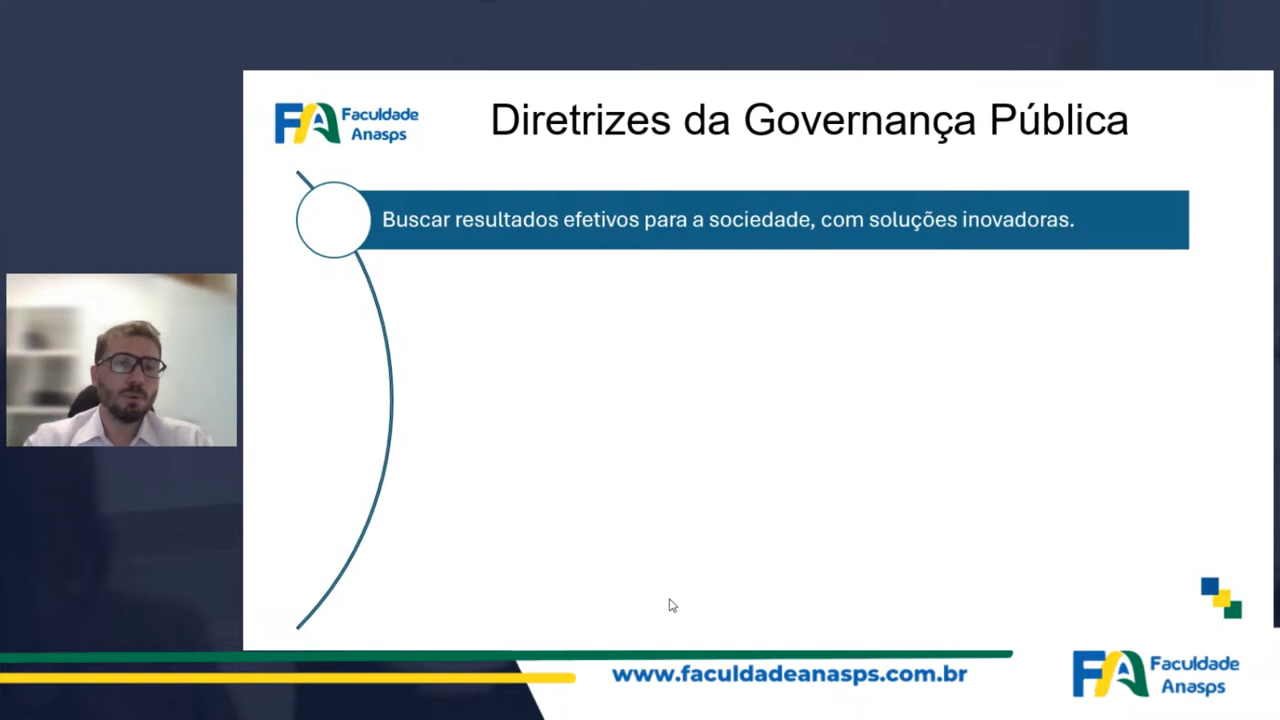 Faculdade
Anasps
Diretrizes da Governança Pública
Buscar resultados efetivos para a sociedade, com soluções inovadoras.
www.faculdadeanasps.com.br
Faculdade
Anasps